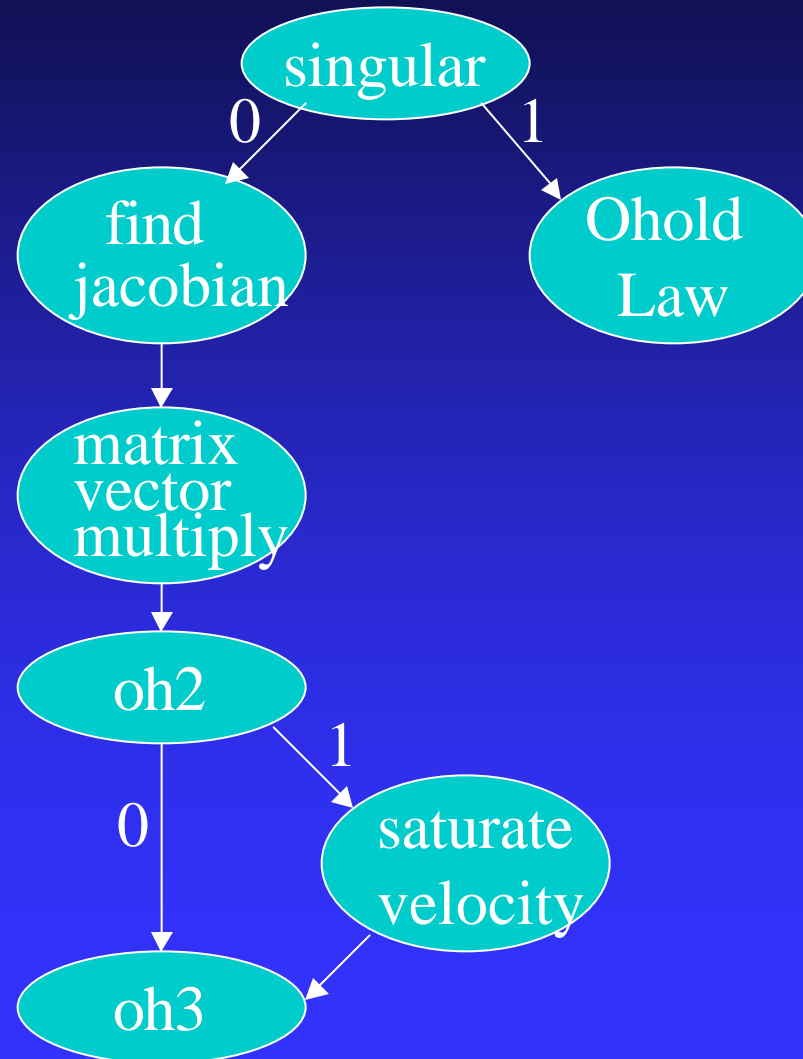 singular
0
1
find
jacobian
Ohold
Law
matrix
vector
multiply
oh2
1
0
saturate
velocity
oh3